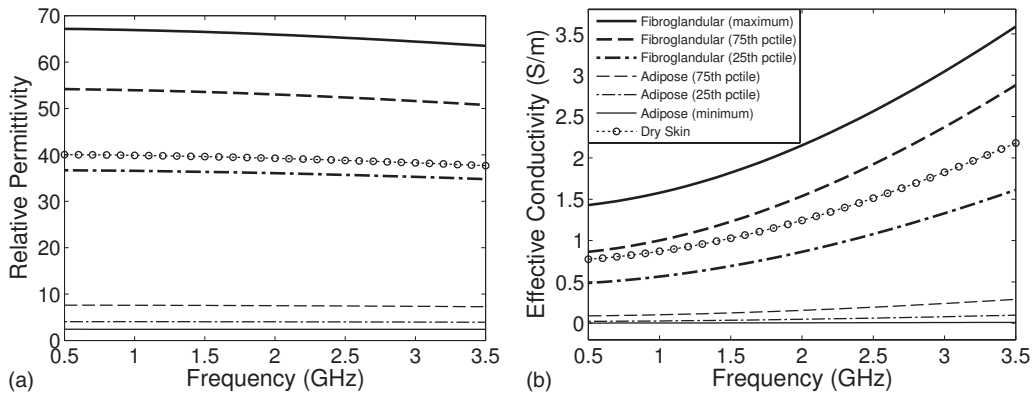 Relative Permittivity
70
60
50
40
30
20
10
0
0.5 1 1.5 2 2.5 3 3.5
Frequency (GHz)
(a)
Effective Conductivity (S/m)
3.5
3
2.5
2
1.5
1
0.5
0
Fibroglandular (maximum)
Fibroglandular (75th pctile)
Fibroglandular (25th pctile)
Adipose (75th pctile)
Adipose (25th pctile)
Adipose (minimum)
Dry Skin
0.5 1 1.5 2 2.5 3 3.5
Frequency (GHz)
(b)